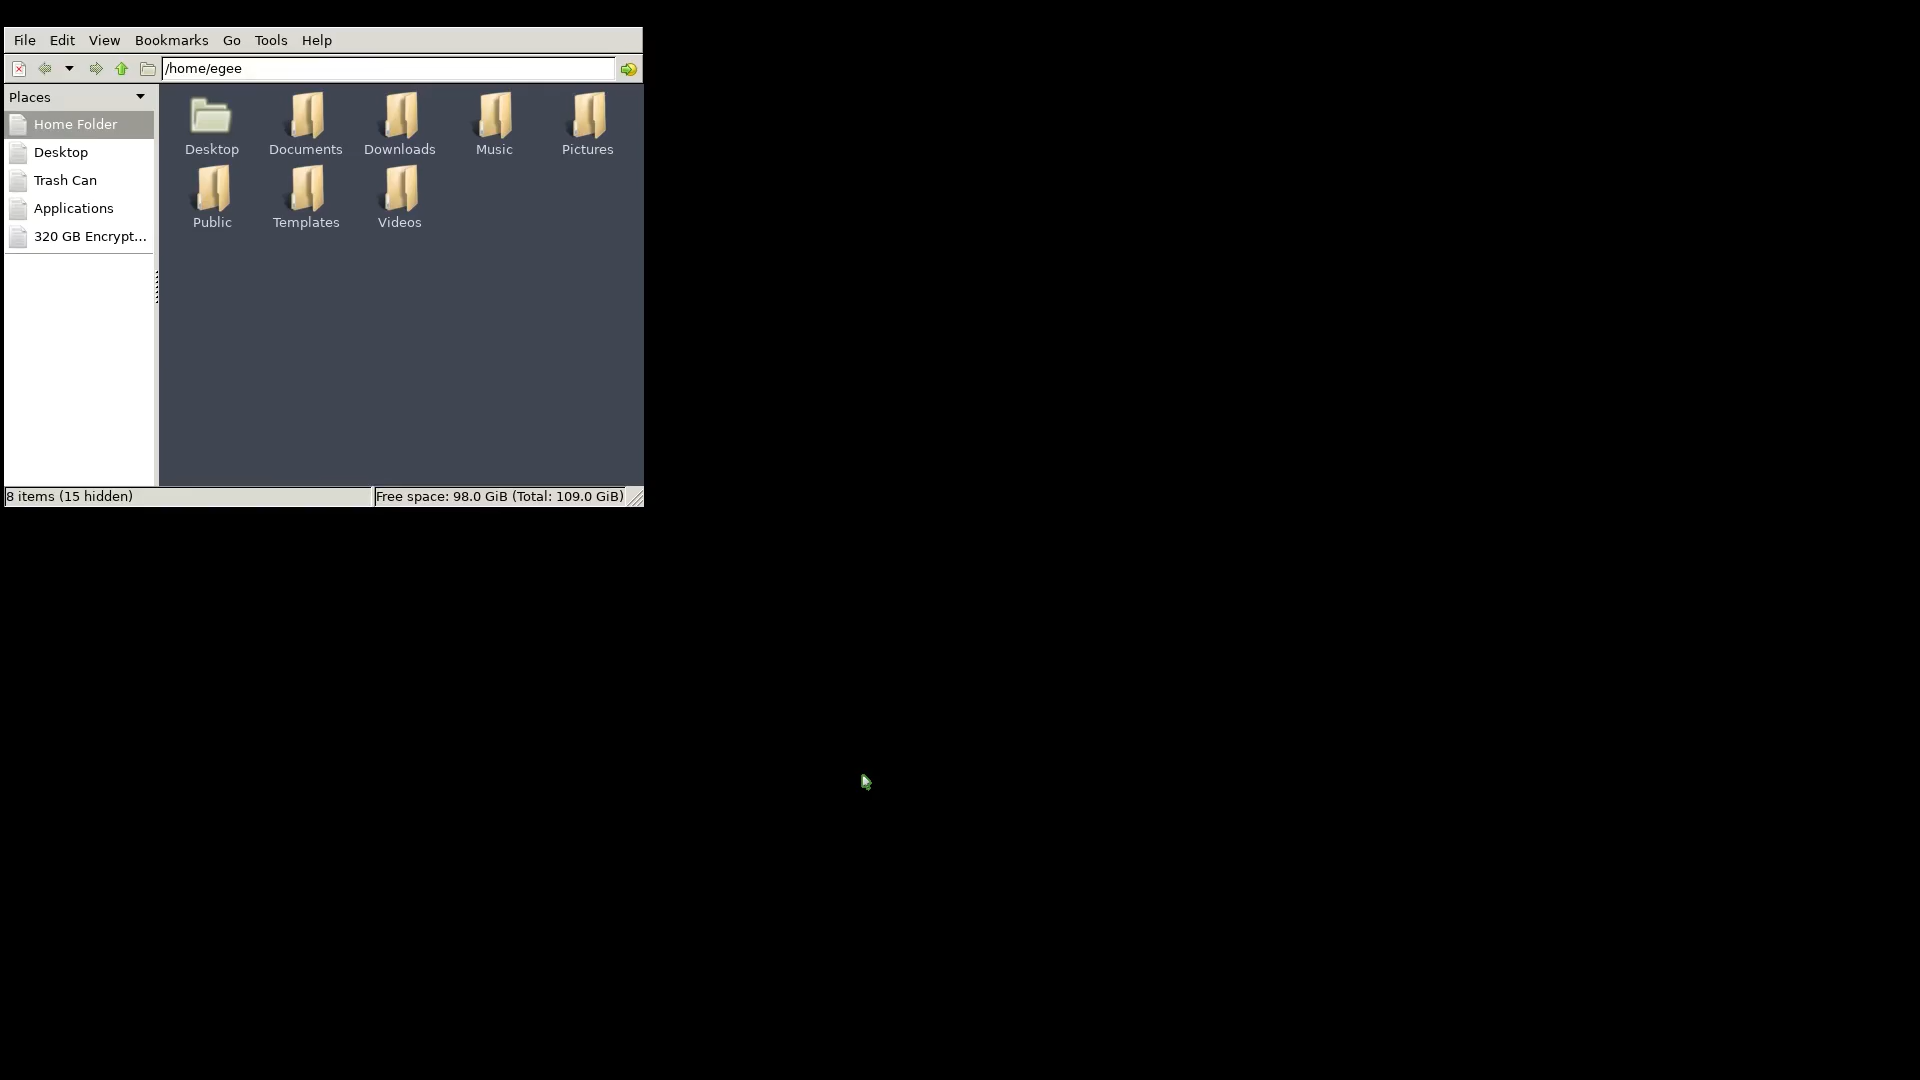 File Edit View Bookmarks Go Tools Help
/home/egee
Places
Home Folder
Desktop
Trash Can
Applications
320 GB Encrypt...
Desktop Documents Downloads Music Pictures
Public Templates Videos
8 items (15 hidden) Free space: 98.0 GiB (Total: 109.0 GiB)